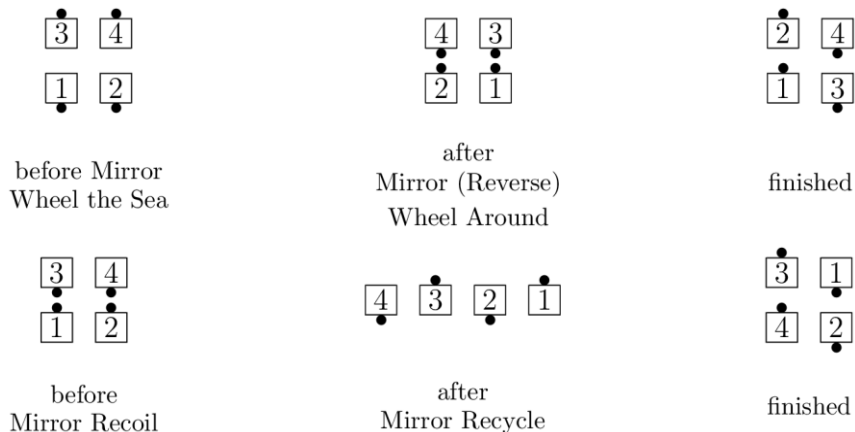 3 4 4 3 2 4
1 2 2 1 1 3
before Mirror
Wheel the Sea
after
Mirror (Reverse)
Wheel Around
finished
3 4 4 3 2 1 3 1
1 2 4 2
before
Mirror Recoil
after
Mirror Recycle
finished